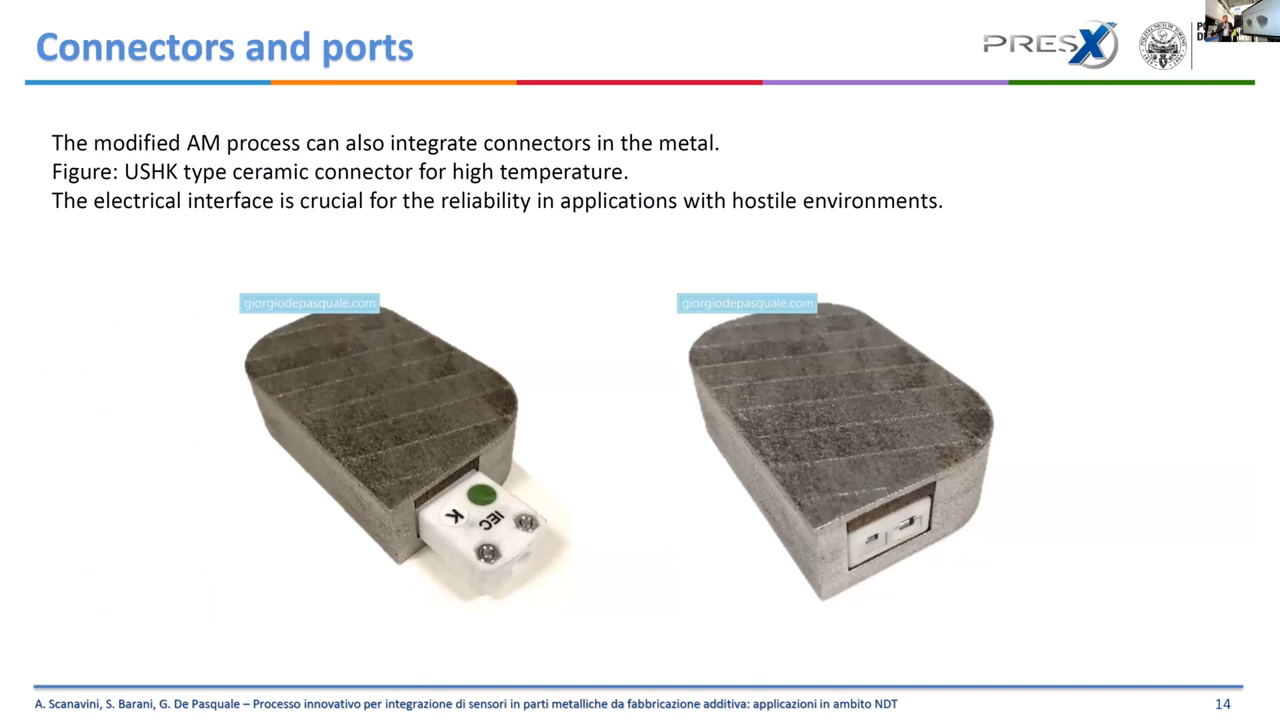 Connectors and ports
PRESX
The modified AM process can also integrate connectors in the metal.
Figure: USHK type ceramic connector for high temperature.
The electrical interface is crucial for the reliability in applications with hostile environments.
giorgiodepasquale.com
giorgiodepasquale.com
K
IEC
A. Scanavini, S. Barani, G. De Pasquale – Processo innovativo per integrazione di sensori in parti metalliche da fabbricazione additiva: applicazioni in ambito NDT
14